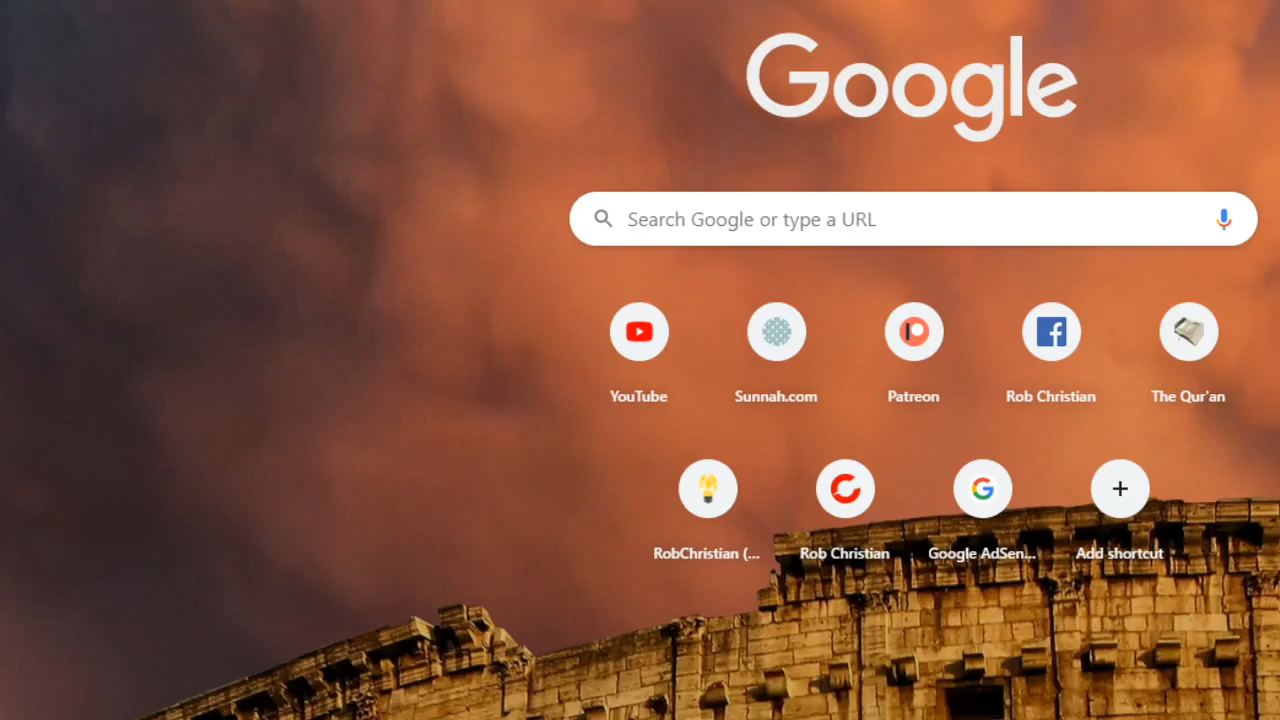 Google
Search Google or type a URL
YouTube
Sunnah.com
Patreon
Rob Christian
The Qur'an
RobChristian (...
Rob Christian
Google AdSen...
Add shortcut